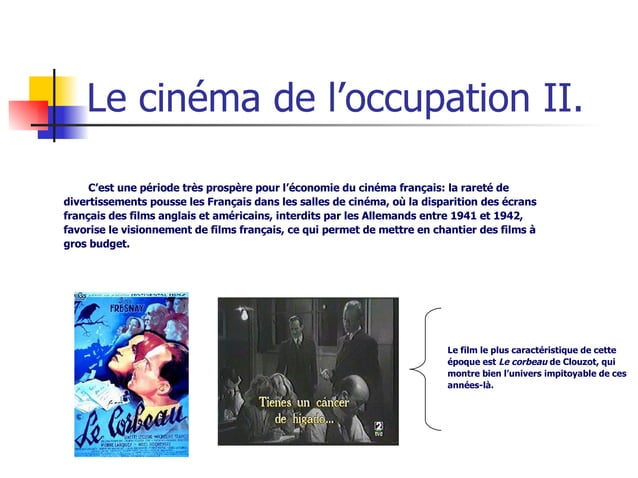 Le cinéma de l’occupation II.
C’est une période très prospère pour l’économie du cinéma français: la rareté de
divertissements pousse les Français dans les salles de cinéma, où la disparition des écrans
français des films anglais et américains, interdits par les Allemands entre 1941 et 1942,
favorise le visionnement de films français, ce qui permet de mettre en chantier des films à
gros budget.
FRESNAY
Le Corbeau
Tienes un cáncer
de hígado...
2
tve
Le film le plus caractéristique de cette
époque est Le corbeau de Clouzot, qui
montre bien l’univers impitoyable de ces
années-là.